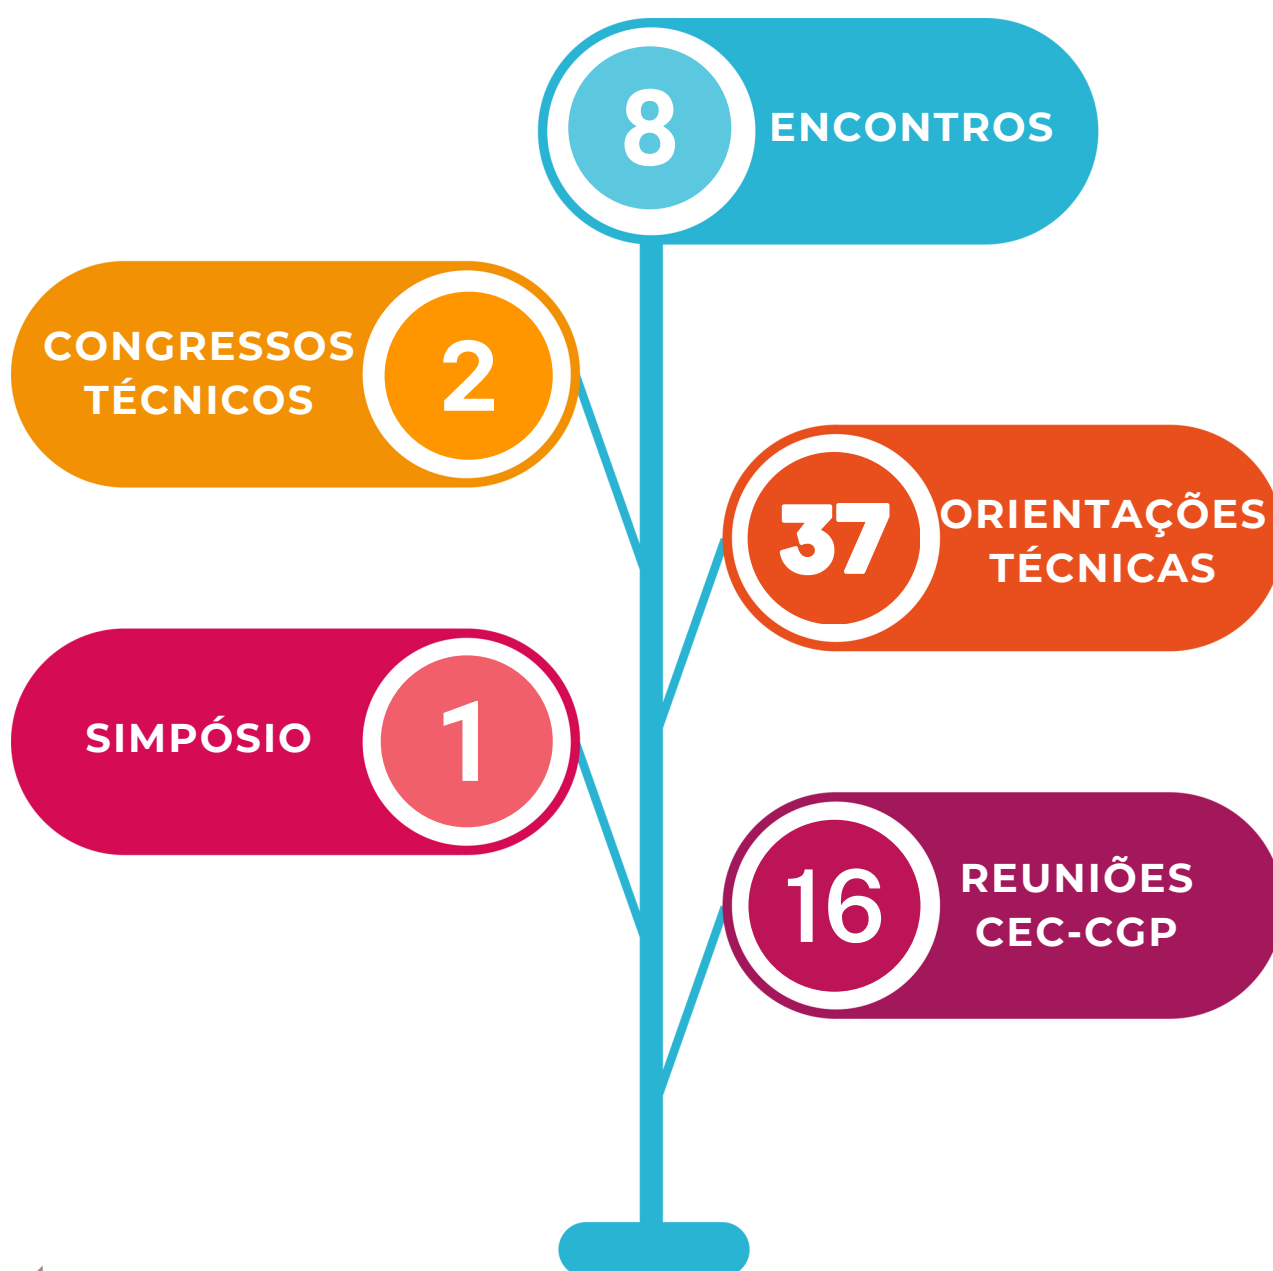 8
ENCONTROS
CONGRESSOS
TÉCNICOS
2
37
ORIENTAÇÕES
TÉCNICAS
SIMPÓSIO
1
16
REUNIÕES
CEC-CGP